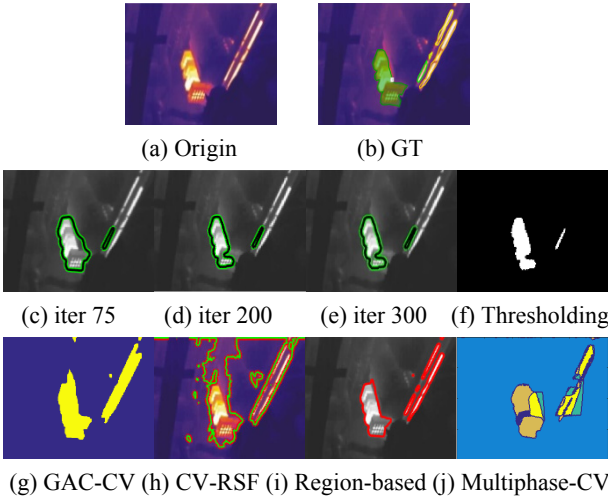 (a) Origin (b) GT
(c) iter 75 (d) iter 200 (e) iter 300 (f) Thresholding
(g) GAC-CV (h) CV-RSF (i) Region-based (j) Multiphase-CV